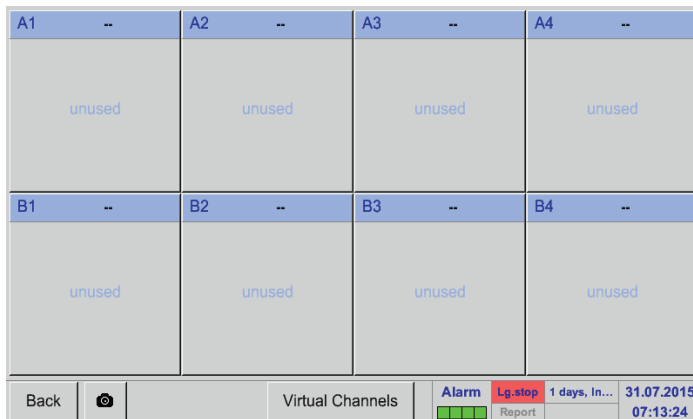 A1 -- A2 -- A3 -- A4 --
unused unused unused unused
B1 -- B2 -- B3 -- B4 --
unused unused unused unused
Back Virtual Channels Alarm Lg.stop 1 days, In... 31.07.2015
Report 07:13:24